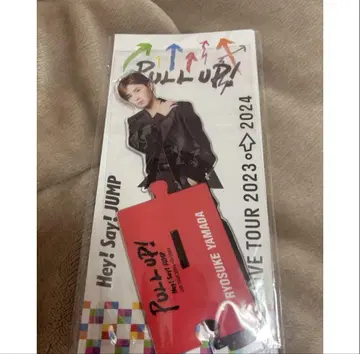 PULL UP!
Hey! Say! JUMP
LIVE TOUR 2023 2024
PULL UP!
Hey! Say! JUMP
RYOSUKE YAMADA